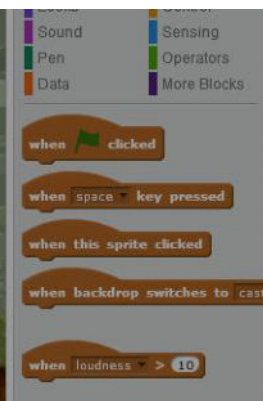 Sound Sensing
Pen Operators
Data More Blocks
when clicked
when space key pressed
when this sprite clicked
when backdrop switches to
when loudness > 10